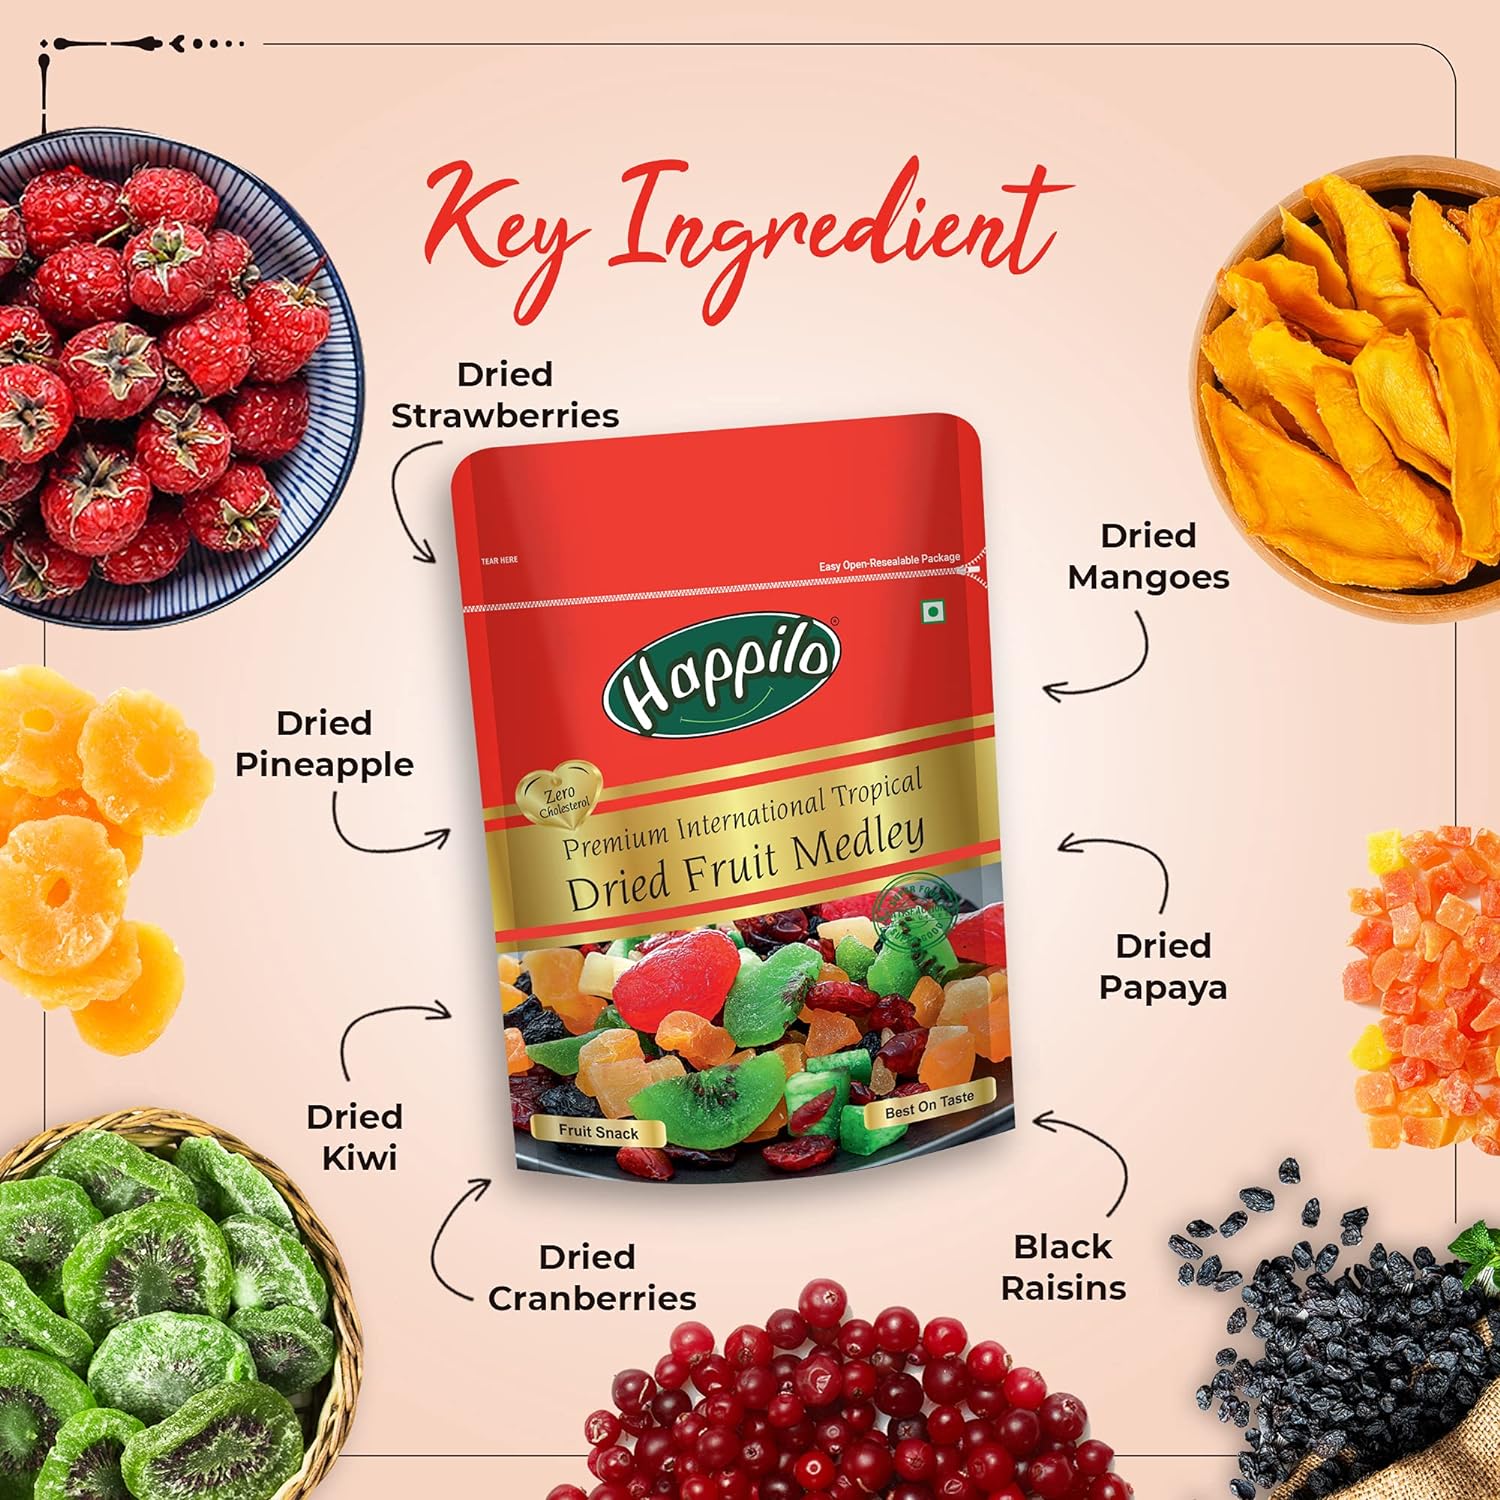 Key Ingredient
Dried
Strawberries
Dried
Mangoes
TEAR HERE
Easy Open-Resealable Package
Happilo®
Zero
Cholesterol
Premium International Tropical
Dried Fruit Medley
Fruit Snack
Best On Taste
Dried
Pineapple
Dried
Papaya
Dried
Kiwi
Dried
Cranberries
Black
Raisins